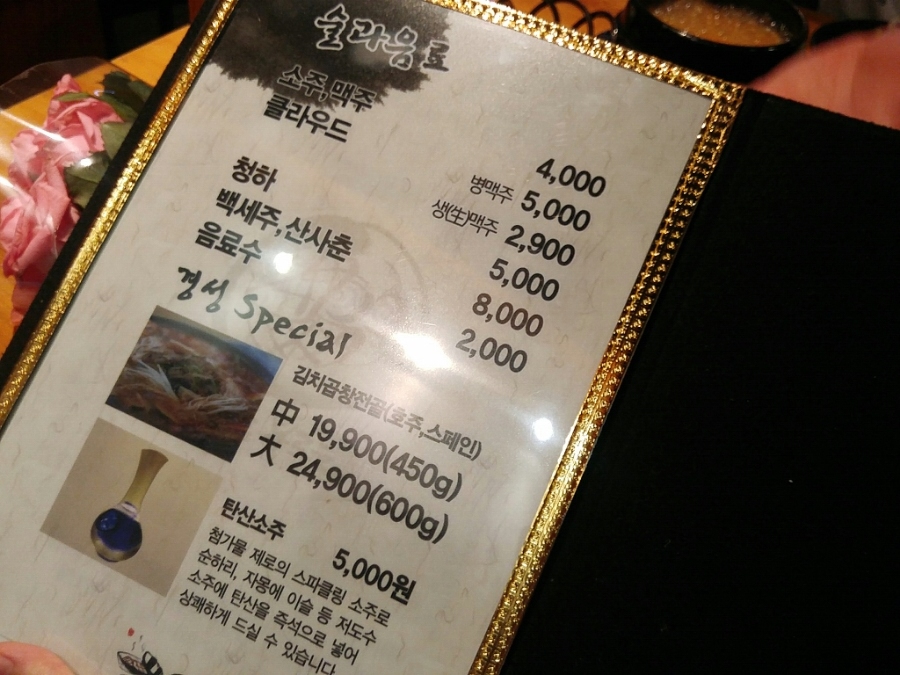 술과음료
소주, 맥주 4,000
클라우드 병맥주 5,000
생(生)맥주 2,900
청하 5,000
백세주, 산사춘 8,000
음료수 2,000
경성 Special
김치곱창전골(호주,스페인)
中 19,900(450g)
大 24,900(600g)
탄산소주
5,000원
첨가물 제로의 스파클링 소주로
순하리, 자몽에 이슬 등 저도수
소주에 탄산을 즉석으로 넣어
상쾌하게 드실 수 있습니다